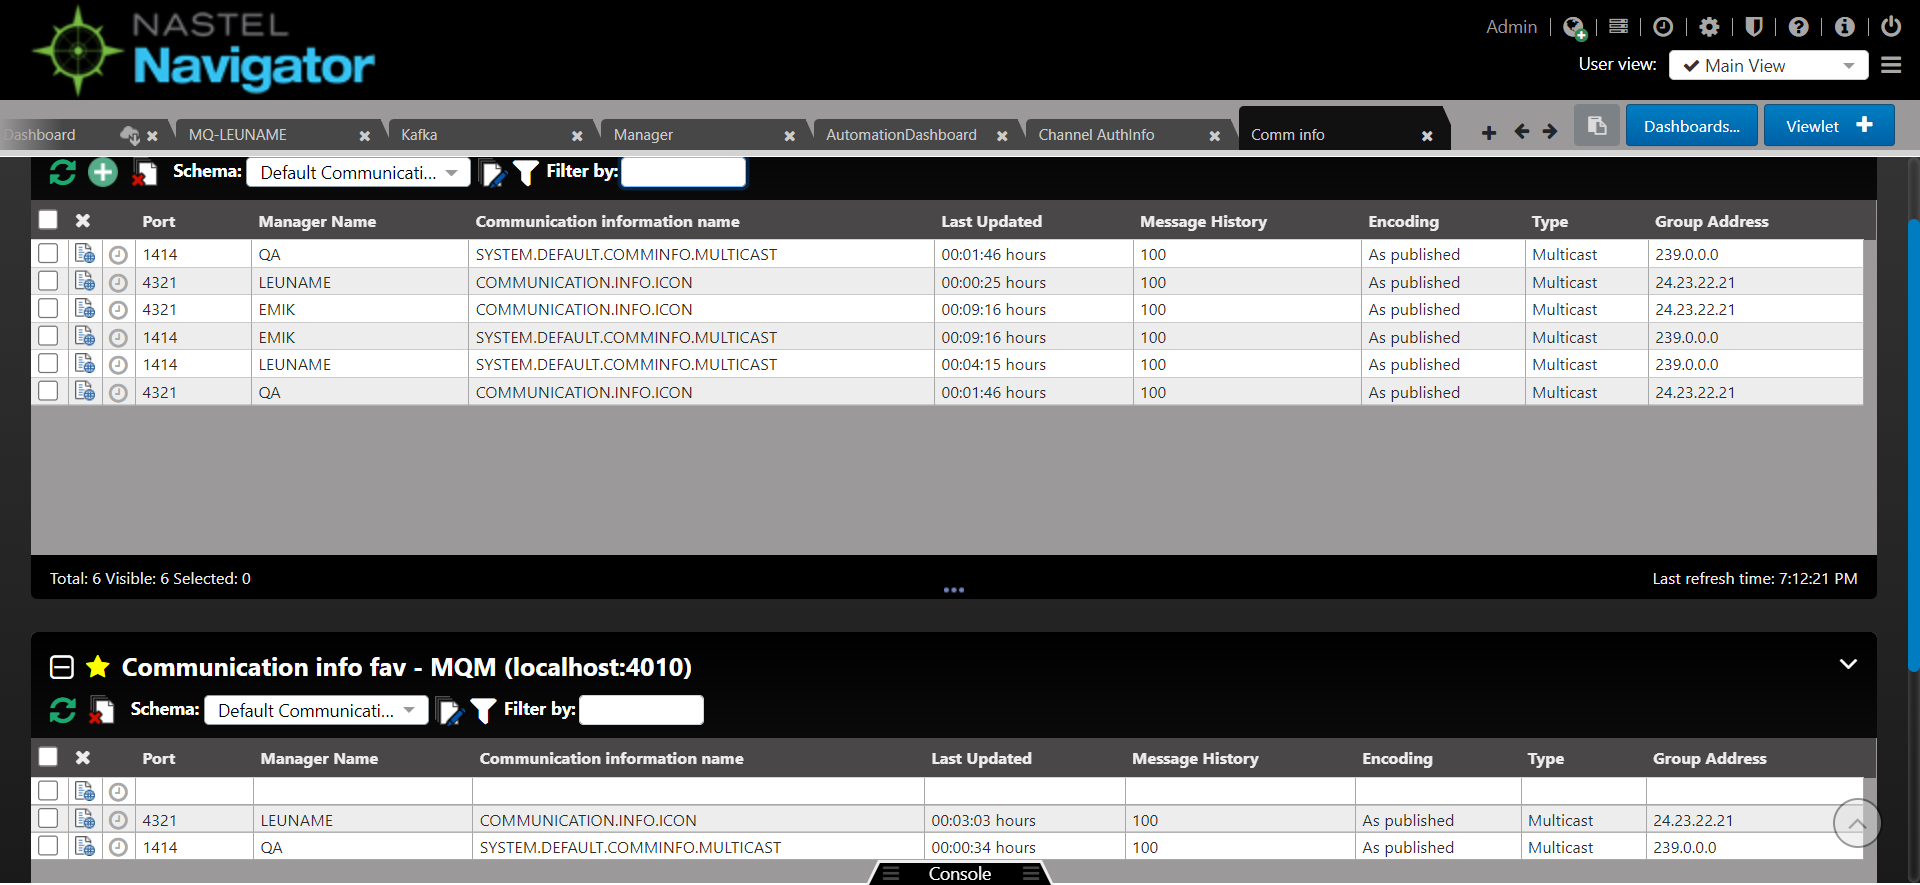 NASTEL
Navigator
Admin
User view: Main View
Dashboard
MQ-LEUNAME
Kafka
Manager
AutomationDashboard
Channel AuthInfo
Comm info
Dashboards...
Viewlet
Schema: Default Communicati... Filter by:
Port Manager Name Communication information name Last Updated Message History Encoding Type Group Address
1414 QA SYSTEM.DEFAULT.COMMINFO.MULTICAST 00:01:46 hours 100 As published Multicast 239.0.0.0
4321 LEUNAME COMMUNICATION.INFO.ICON 00:00:25 hours 100 As published Multicast 24.23.22.21
4321 EMIK COMMUNICATION.INFO.ICON 00:09:16 hours 100 As published Multicast 24.23.22.21
1414 EMIK SYSTEM.DEFAULT.COMMINFO.MULTICAST 00:09:16 hours 100 As published Multicast 239.0.0.0
1414 LEUNAME SYSTEM.DEFAULT.COMMINFO.MULTICAST 00:04:15 hours 100 As published Multicast 239.0.0.0
4321 QA COMMUNICATION.INFO.ICON 00:01:46 hours 100 As published Multicast 24.23.22.21
Total: 6 Visible: 6 Selected: 0
Last refresh time: 7:12:21 PM
Communication info fav - MQM (localhost:4010)
Schema: Default Communicati... Filter by:
Port Manager Name Communication information name Last Updated Message History Encoding Type Group Address
4321 LEUNAME COMMUNICATION.INFO.ICON 00:03:03 hours 100 As published Multicast 24.23.22.21
1414 QA SYSTEM.DEFAULT.COMMINFO.MULTICAST 00:00:34 hours 100 As published Multicast 239.0.0.0
Console